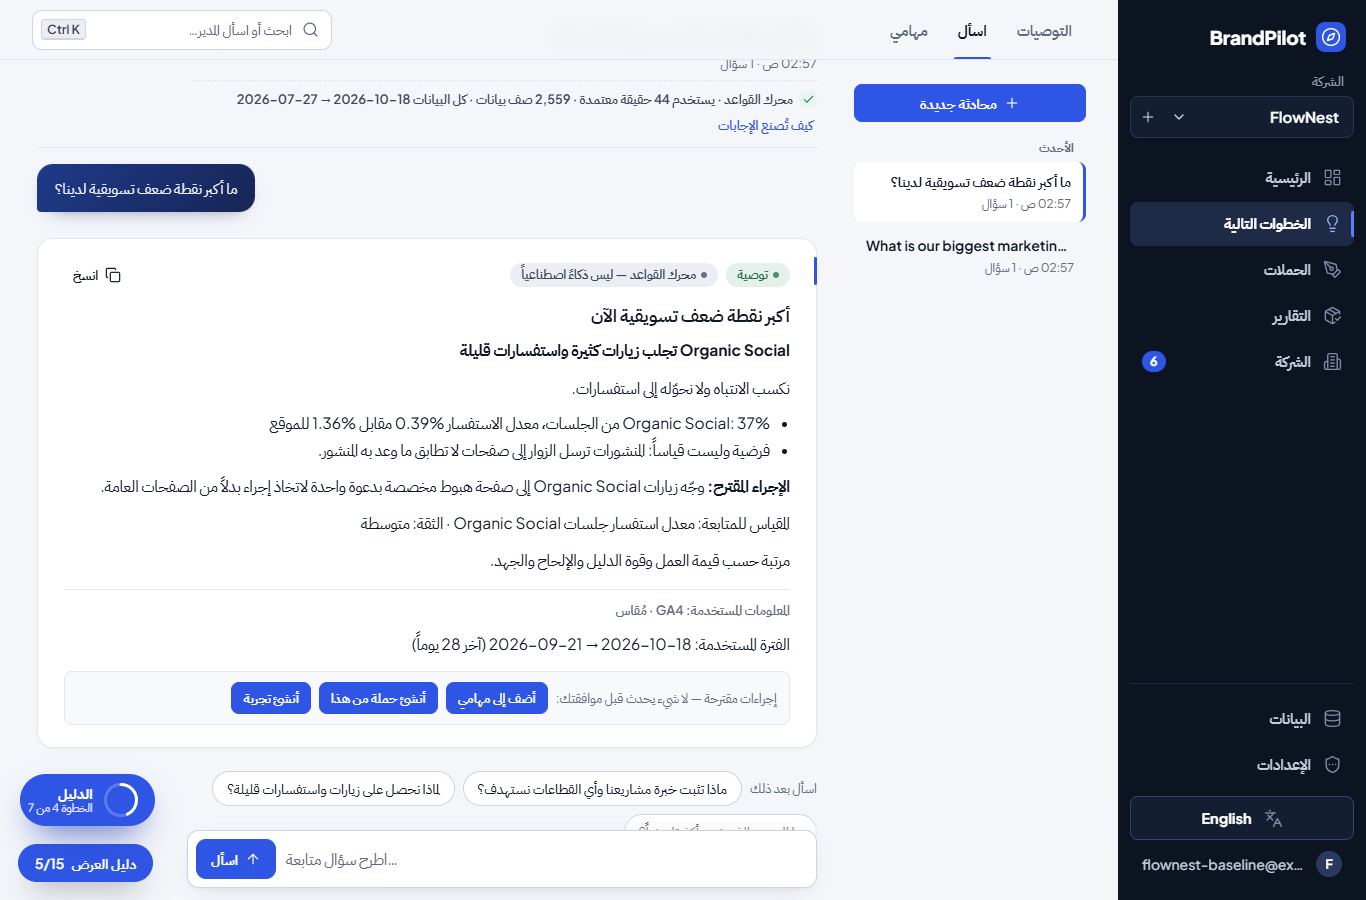 BrandPilot
الشركة
FlowNest
الرئيسية
الخطوات التالية
الحملات
التقارير
الشركة
6
البيانات
الإعدادات
English
F
flownest-baseline@ex...
التوصيات
اسأل
مهامي
ابحث أو اسأل المدير...
Ctrl K
محادثة جديدة
الأحدث
ما أكبر نقطة ضعف تسويقية لدينا؟
02:57 ص · 1 سؤال
What is our biggest marketin...
02:57 ص · 1 سؤال
02:57 ص · 1 سؤال
محرك القواعد · يستخدم 44 حقيقة معتمدة · 2,559 صف بيانات · كل البيانات 2026-07-27 → 2026-10-18
كيف تُصنع الإجابات
ما أكبر نقطة ضعف تسويقية لدينا؟
توصية
محرك القواعد — ليس ذكاءً اصطناعياً
انسخ
أكبر نقطة ضعف تسويقية الآن
Organic Social تجلب زيارات كثيرة واستفسارات قليلة
نكسب الانتباه ولا نحوّله إلى استفسارات.
Organic Social: 37% من الجلسات، معدل الاستفسار 0.39% مقابل 1.36% للموقع
فرضية وليست قياساً: المنشورات ترسل الزوار إلى صفحات لا تطابق ما وعد به المنشور.
الإجراء المقترح: وجّه زيارات Organic Social إلى صفحة هبوط مخصصة بدعوة واحدة لاتخاذ إجراء بدلاً من الصفحات العامة.
المقياس للمتابعة: معدل استفسار جلسات Organic Social · الثقة: متوسطة
مرتبة حسب قيمة العمل وقوة الدليل والإلحاح والجهد.
المعلومات المستخدمة: GA4 · مُقاس
الفترة المستخدمة: 2026-09-21 → 2026-10-18 (آخر 28 يوماً)
إجراءات مقترحة — لا شيء يحدث قبل موافقتك:
أضف إلى مهامي
أنشئ حملة من هذا
أنشئ تجربة
اسأل بعد ذلك
ماذا تثبت خبرة مشاريعنا وأي القطاعات نستهدف؟
لماذا نحصل على زيارات واستفسارات قليلة؟
اطرح سؤال متابعة...
اسأل
الدليل
الخطوة 4 من 7
دليل العرض 5/15